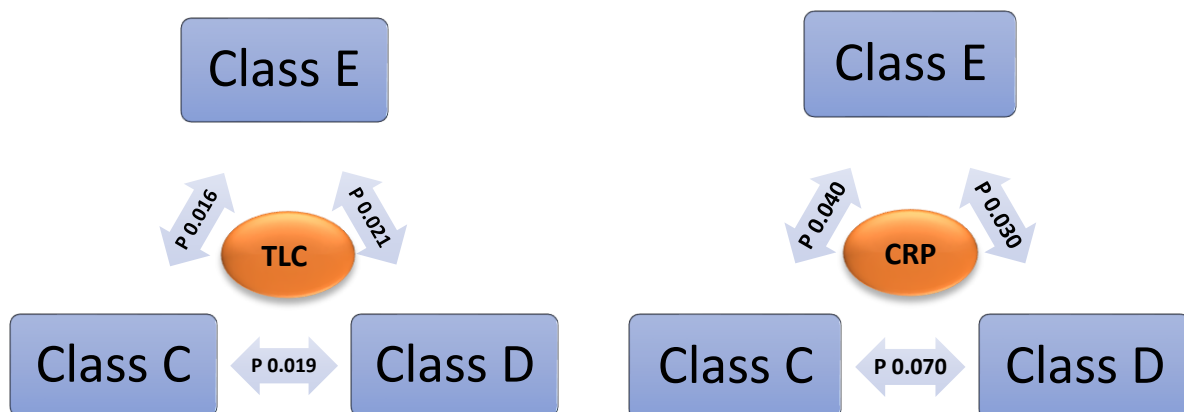 Class E
P 0.016
P 0.021
TLC
Class C
P 0.019
Class D
Class E
P 0.040
P 0.030
CRP
Class C
P 0.070
Class D